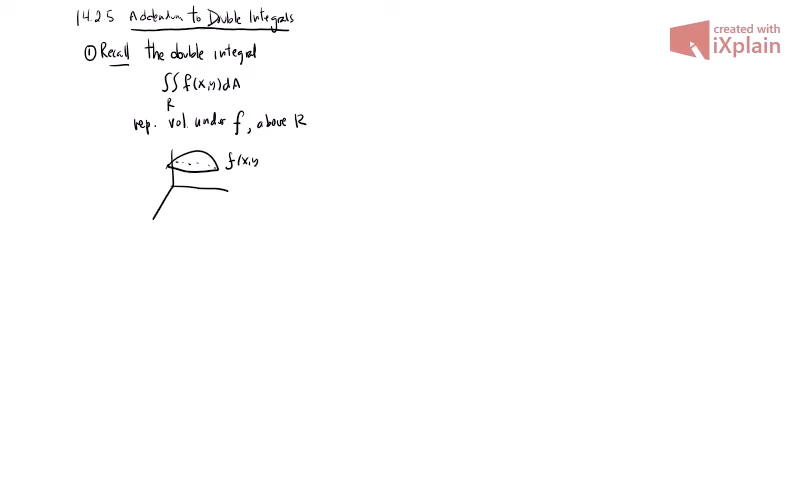 14.2.5 Addendum to Double Integrals
① Recall the double integral
∬ f(x,y)dA
R
rep. vol. under f, above R
f(x,y
created with
iXplain